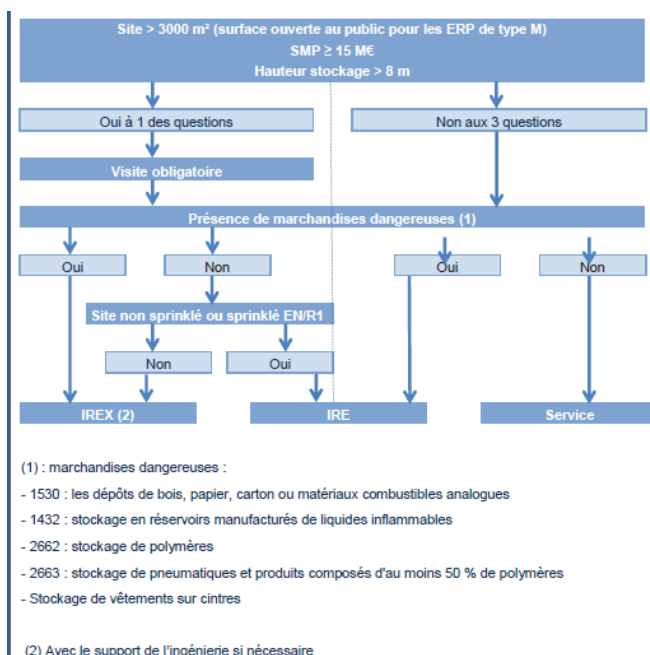 Site > 3000 m² (surface ouverte au public pour les ERP de type M)
SMP ≥ 15 M€
Hauteur stockage > 8 m
Oui à 1 des questions
Non aux 3 questions
Visite obligatoire
Présence de marchandises dangereuses (1)
Oui
Non
Oui
Non
Site non sprinklé ou sprinklé EN/R1
Non
Oui
IREX (2)
IRE
Service
(1) : marchandises dangereuses :
- 1530 : les dépôts de bois, papier, carton ou matériaux combustibles analogues
- 1432 : stockage en réservoirs manufacturés de liquides inflammables
- 2662 : stockage de polymères
- 2663 : stockage de pneumatiques et produits composés d'au moins 50 % de polymères
- Stockage de vêtements sur cintres
(2) Avec le support de l'ingénierie si nécessaire